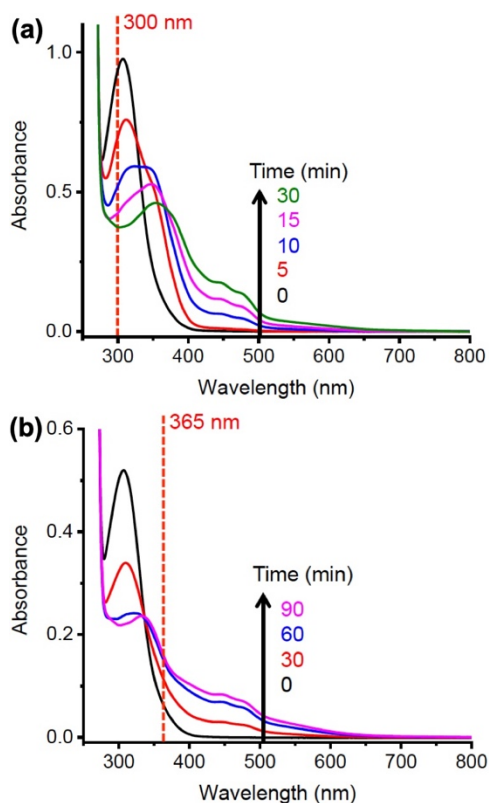 (a)
300 nm
Absorbance
1.0
0.5
0.0
Time (min)
30
15
10
5
0
300 400 500 600 700 800
Wavelength (nm)
(b)
365 nm
Absorbance
0.6
0.4
0.2
0.0
Time (min)
90
60
30
0
300 400 500 600 700 800
Wavelength (nm)